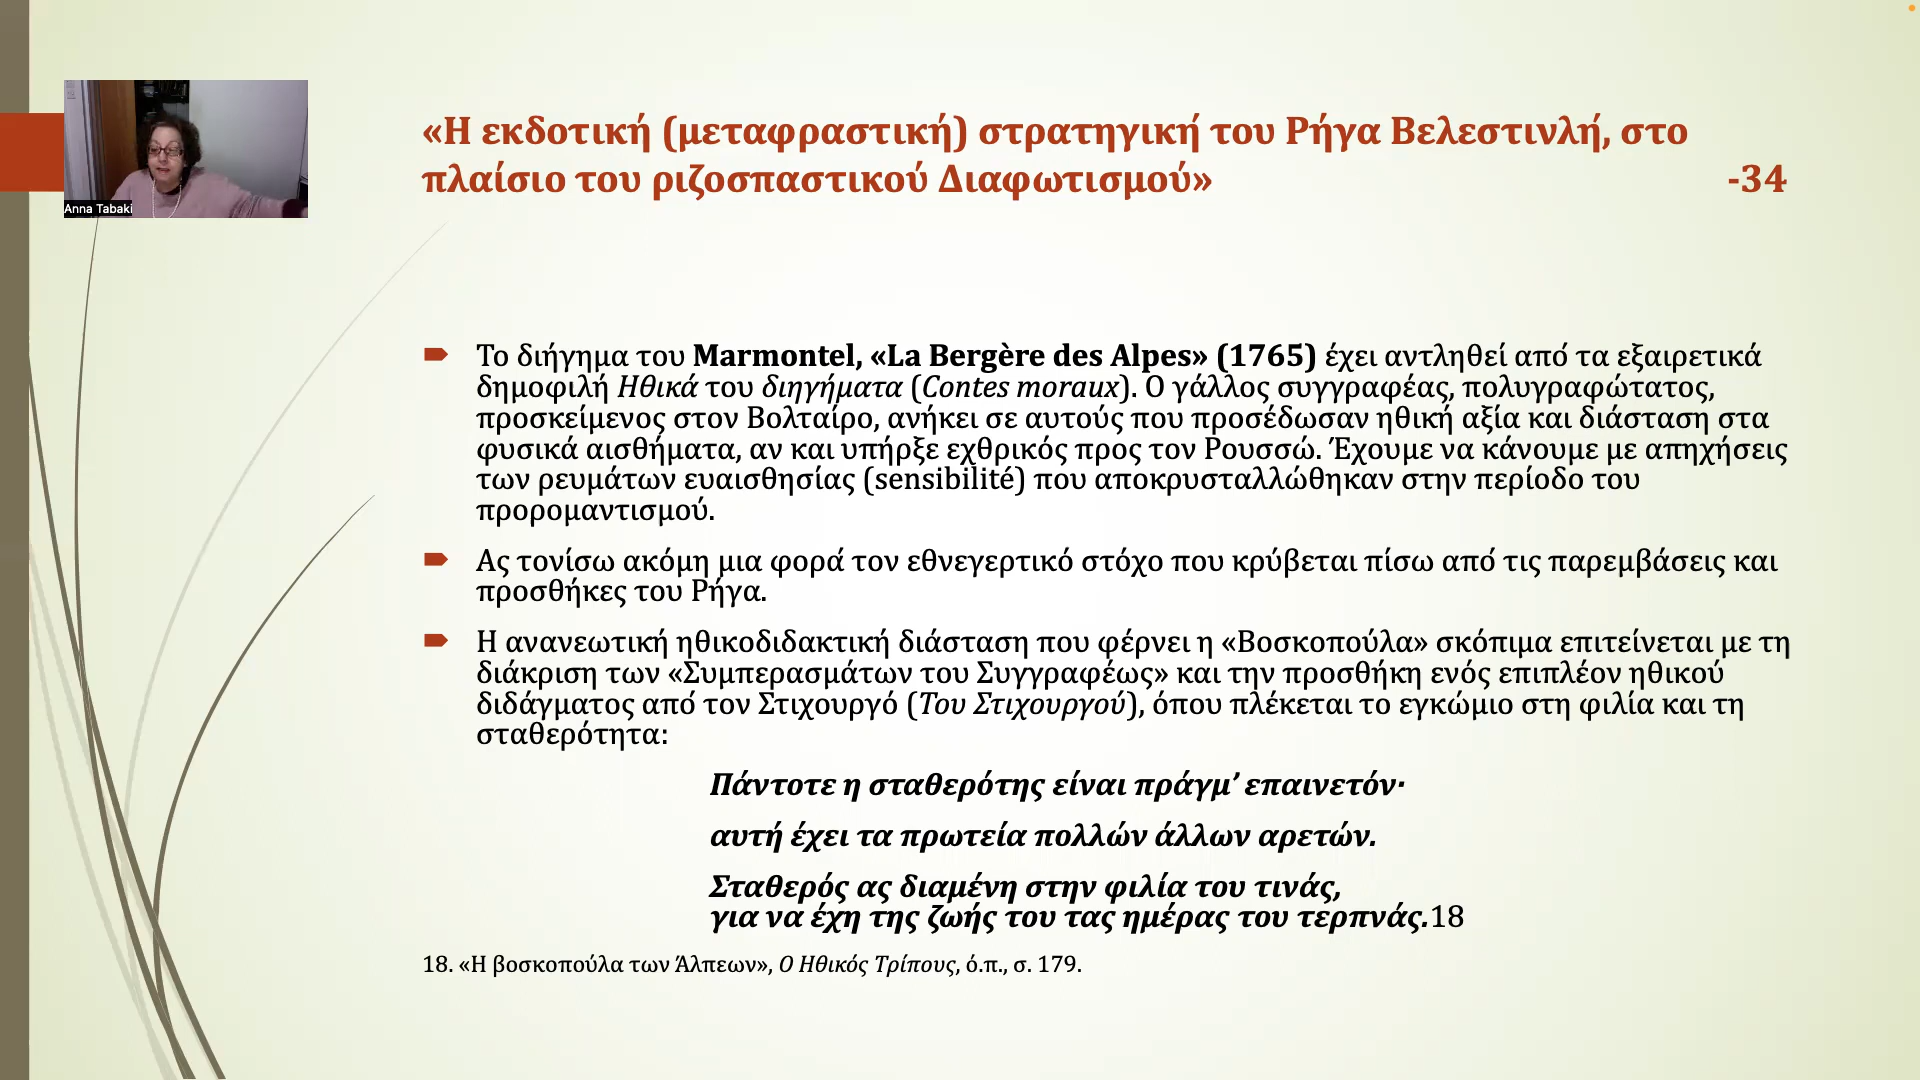 Anna Tabaki
«Η εκδοτική (μεταφραστική) στρατηγική του Ρήγα Βελεστινλή, στο
πλαίσιο του ριζοσπαστικού Διαφωτισμού» -34
Το διήγημα του Marmontel, «La Bergère des Alpes» (1765) έχει αντληθεί από τα εξαιρετικά
δημοφιλή Ηθικά του διηγήματα (Contes moraux). Ο γάλλος συγγραφέας, πολυγραφώτατος,
προσκείμενος στον Βολταίρο, ανήκει σε αυτούς που προσέδωσαν ηθική αξία και διάσταση στα
φυσικά αισθήματα, αν και υπήρξε εχθρικός προς τον Ρουσσώ. Έχουμε να κάνουμε με απηχήσεις
των ρευμάτων ευαισθησίας (sensibilité) που αποκρυσταλλώθηκαν στην περίοδο του
προρομαντισμού.
Ας τονίσω ακόμη μια φορά τον εθνεγερτικό στόχο που κρύβεται πίσω από τις παρεμβάσεις και
προσθήκες του Ρήγα.
Η ανανεωτική ηθικοδιδακτική διάσταση που φέρνει η «Βοσκοπούλα» σκόπιμα επιτείνεται με τη
διάκριση των «Συμπερασμάτων του Συγγραφέως» και την προσθήκη ενός επιπλέον ηθικού
διδάγματος από τον Στιχουργό (Του Στιχουργού), όπου πλέκεται το εγκώμιο στη φιλία και τη
σταθερότητα:
Πάντοτε η σταθερότης είναι πράγμ’ επαινετόν·
αυτή έχει τα πρωτεία πολλών άλλων αρετών.
Σταθερός ας διαμένη στην φιλία του τινάς,
για να έχη της ζωής του τας ημέρας του τερπνάς.18
18. «Η βοσκοπούλα των Άλπεων», Ο Ηθικός Τρίπους, ό.π., σ. 179.